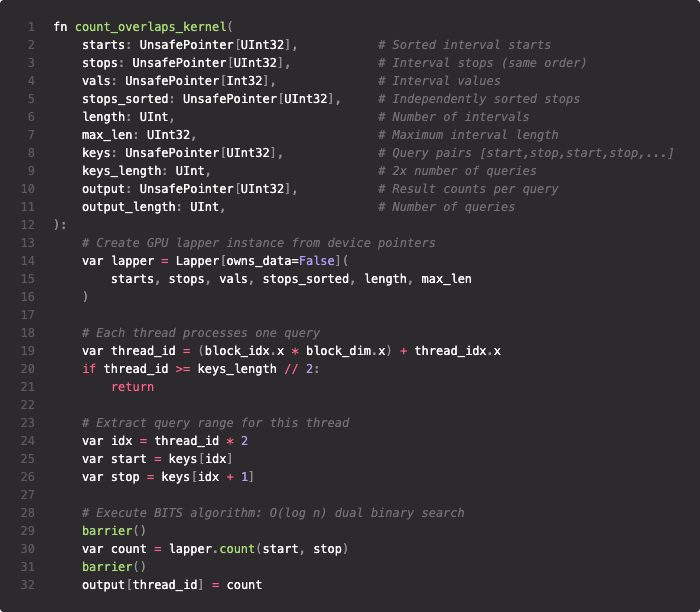 1 fn count_overlaps_kernel(
2     starts: UnsafePointer[UInt32],           # Sorted interval starts
3     stops: UnsafePointer[UInt32],            # Interval stops (same order)
4     vals: UnsafePointer[Int32],              # Interval values
5     stops_sorted: UnsafePointer[UInt32],     # Independently sorted stops
6     length: UInt,                            # Number of intervals
7     max_len: UInt32,                         # Maximum interval length
8     keys: UnsafePointer[UInt32],             # Query pairs [start,stop,start,stop,...]
9     keys_length: UInt,                       # 2x number of queries
10     output: UnsafePointer[UInt32],           # Result counts per query
11     output_length: UInt,                     # Number of queries
12 ):
13     # Create GPU lapper instance from device pointers
14     var lapper = Lapper[owns_data=False](
15         starts, stops, vals, stops_sorted, length, max_len
16     )
17
18     # Each thread processes one query
19     var thread_id = (block_idx.x * block_dim.x) + thread_idx.x
20     if thread_id >= keys_length // 2:
21         return
22
23     # Extract query range for this thread
24     var idx = thread_id * 2
25     var start = keys[idx]
26     var stop = keys[idx + 1]
27
28     # Execute BITS algorithm: O(log n) dual binary search
29     barrier()
30     var count = lapper.count(start, stop)
31     barrier()
32     output[thread_id] = count